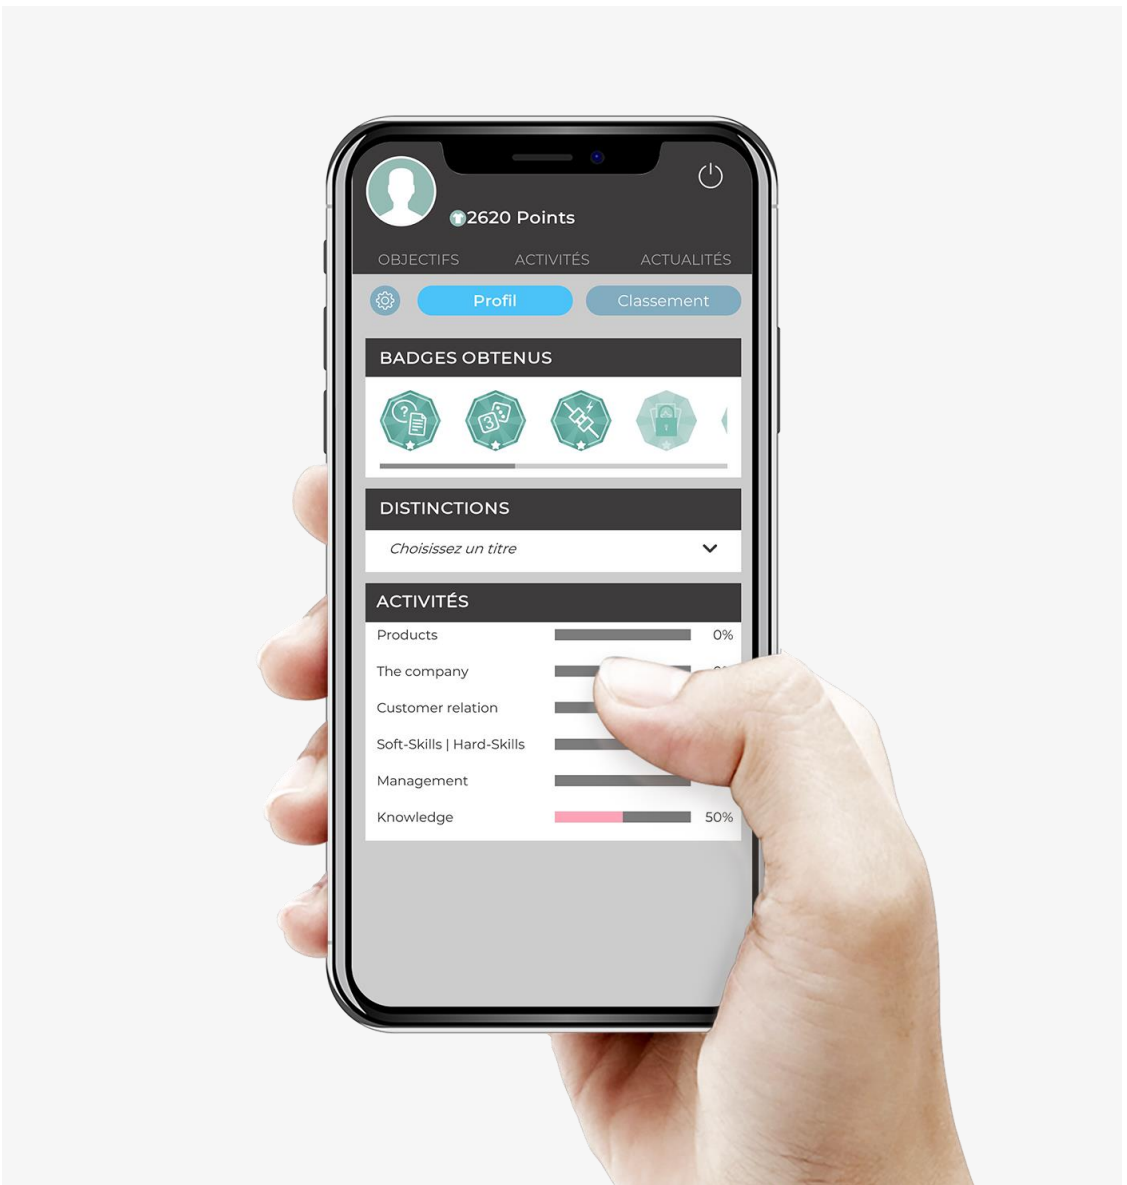 2620 Points
OBJECTIFS ACTIVITÉS ACTUALITÉS
Profil Classement
BADGES OBTENUS
?
3
DISTINCTIONS
Choisissez un titre
ACTIVITÉS
Products 0%
The company
Customer relation
Soft-Skills | Hard-Skills
Management
Knowledge 50%